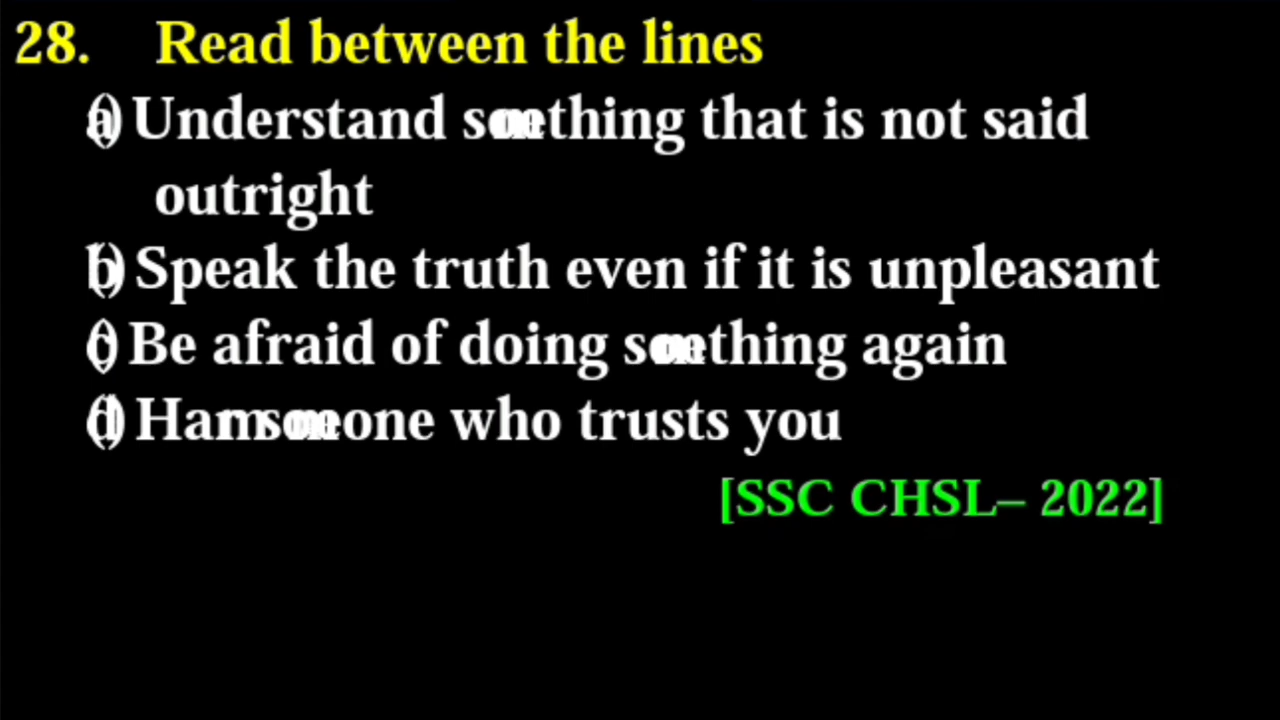 28. Read between the lines
(a) Understand something that is not said
outright
(b) Speak the truth even if it is unpleasant
(c) Be afraid of doing something again
(d) Harm someone who trusts you
[SSC CHSL– 2022]